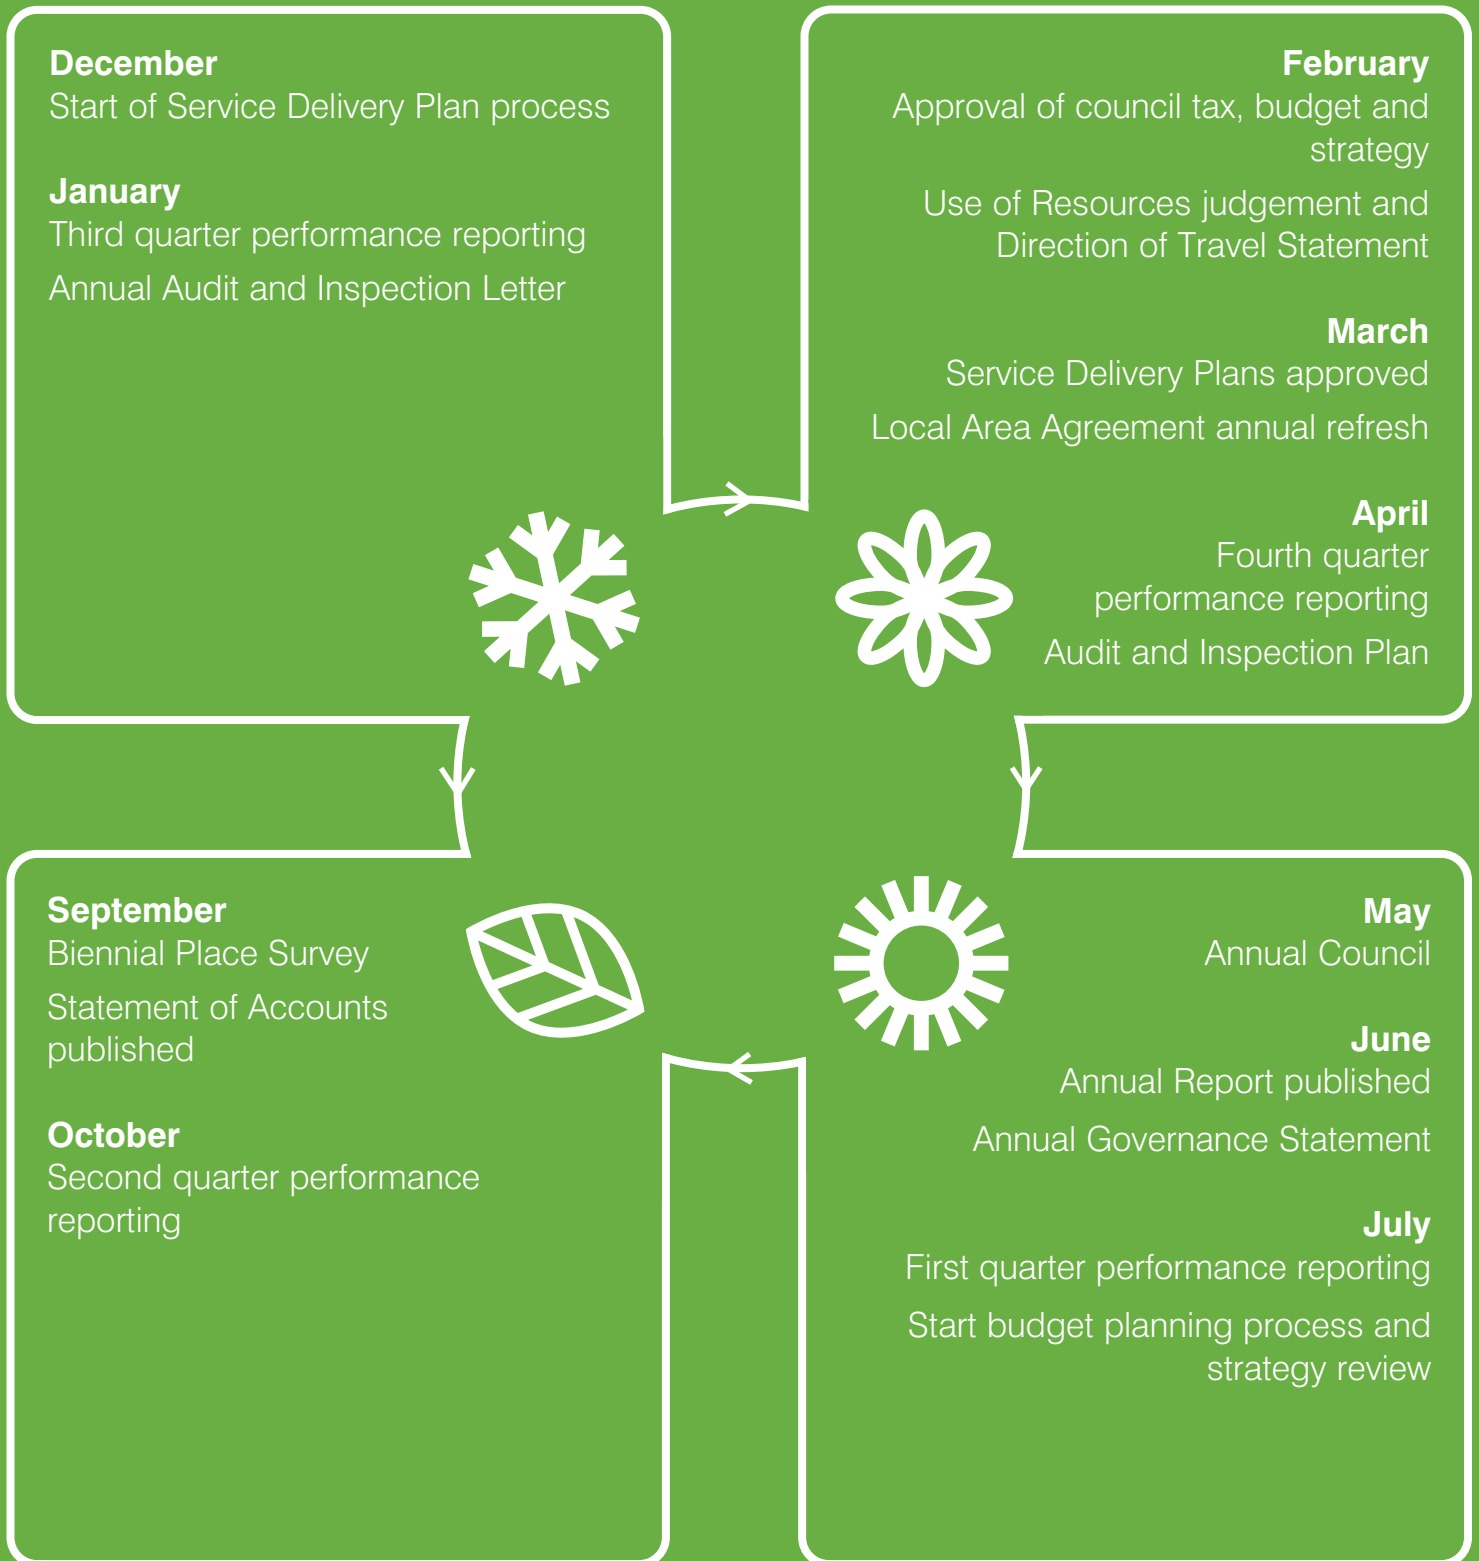 December
Start of Service Delivery Plan process
January
Third quarter performance reporting
Annual Audit and Inspection Letter
February
Approval of council tax, budget and
strategy
Use of Resources judgement and
Direction of Travel Statement
March
Service Delivery Plans approved
Local Area Agreement annual refresh
April
Fourth quarter
performance reporting
Audit and Inspection Plan
September
Biennial Place Survey
Statement of Accounts
published
October
Second quarter performance
reporting
May
Annual Council
June
Annual Report published
Annual Governance Statement
July
First quarter performance reporting
Start budget planning process and
strategy review